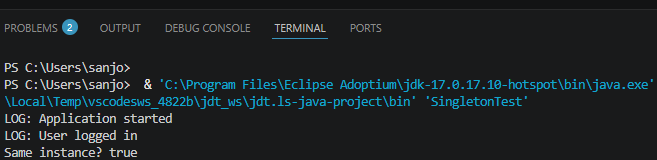 PROBLEMS 2 OUTPUT DEBUG CONSOLE TERMINAL PORTS
PS C:\Users\sanjo>
PS C:\Users\sanjo>  & 'C:\Program Files\Eclipse Adoptium\jdk-17.0.17.10-hotspot\bin\java.exe'
\Local\Temp\vscodesws_4822b\jdt_ws\jdt.ls-java-project\bin' 'SingletonTest'
LOG: Application started
LOG: User logged in
Same instance? true